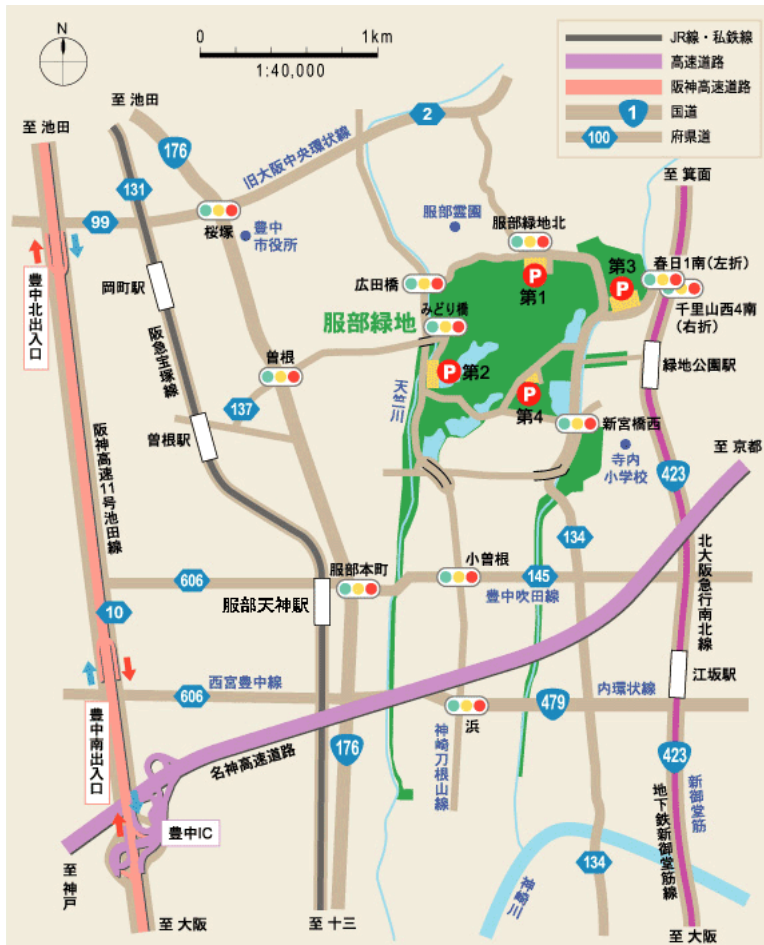 N
0
1km
1:40,000
JR線・私鉄線
高速道路
阪神高速道路
1
国道
100
府県道
至 池田
至 池田
176
131
旧大阪中央環状線
2
99
桜塚
豊中
市役所
服部霊園
服部緑地北
至 箕面
第1
第3
春日1南(左折)
千里山西4南
(右折)
広田橋
みどり橋
服部緑地
豊中北出入口
岡町駅
阪急宝塚線
曽根
137
曽根駅
P
P
P
P
第2
第4
緑地公園駅
天竺川
新宮橋西
寺内
小学校
至 京都
423
阪神高速11号池田線
134
北大阪急行南北線
606
服部本町
小曽根
145
豊中吹田線
服部天神駅
10
606
西宮豊中線
江坂駅
内環状線
479
浜
豊中南出入口
名神高速道路
176
神崎刀根山線
423
新御堂筋
地下鉄新御堂筋線
豊中IC
134
神崎川
至 神戸
至 大阪
至 十三
至 大阪